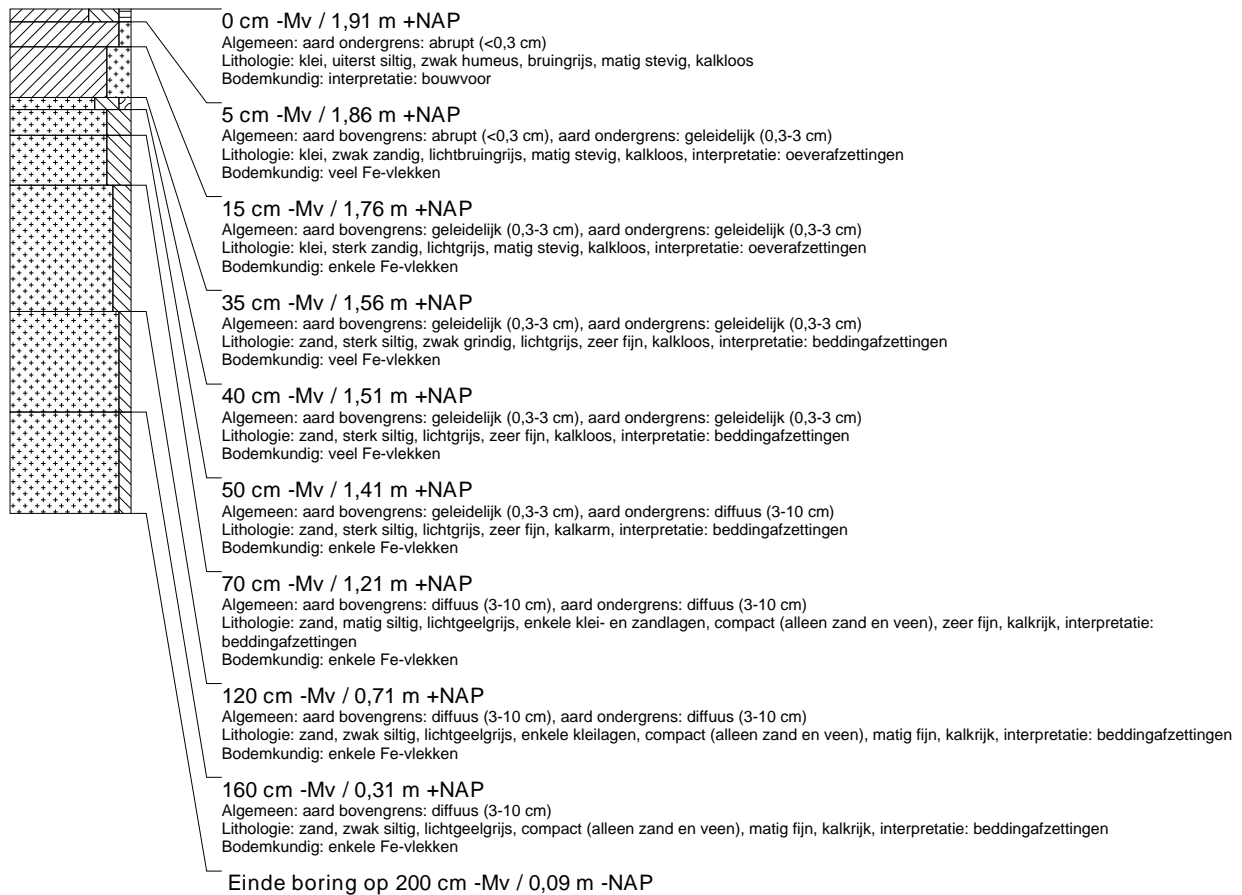 0 cm -Mv / 1,91 m +NAP
Algemeen: aard ondergrens: abrupt (<0,3 cm)
Lithologie: klei, uiterst siltig, zwak humeus, bruingrijs, matig stevig, kalkloos
Bodemkundig: interpretatie: bouwvoor
5 cm -Mv / 1,86 m +NAP
Algemeen: aard bovengrens: abrupt (<0,3 cm), aard ondergrens: geleidelijk (0,3-3 cm)
Lithologie: klei, zwak zandig, lichtbruingrijs, matig stevig, kalkloos, interpretatie: oeverafzettingen
Bodemkundig: veel Fe-vlekken
15 cm -Mv / 1,76 m +NAP
Algemeen: aard bovengrens: geleidelijk (0,3-3 cm), aard ondergrens: geleidelijk (0,3-3 cm)
Lithologie: klei, sterk zandig, lichtgrijs, matig stevig, kalkloos, interpretatie: oeverafzettingen
Bodemkundig: enkele Fe-vlekken
35 cm -Mv / 1,56 m +NAP
Algemeen: aard bovengrens: geleidelijk (0,3-3 cm), aard ondergrens: geleidelijk (0,3-3 cm)
Lithologie: zand, sterk siltig, zwak grindig, lichtgrijs, zeer fijn, kalkloos, interpretatie: beddingafzettingen
Bodemkundig: veel Fe-vlekken
40 cm -Mv / 1,51 m +NAP
Algemeen: aard bovengrens: geleidelijk (0,3-3 cm), aard ondergrens: geleidelijk (0,3-3 cm)
Lithologie: zand, sterk siltig, lichtgrijs, zeer fijn, kalkloos, interpretatie: beddingafzettingen
Bodemkundig: veel Fe-vlekken
50 cm -Mv / 1,41 m +NAP
Algemeen: aard bovengrens: geleidelijk (0,3-3 cm), aard ondergrens: diffuus (3-10 cm)
Lithologie: zand, sterk siltig, lichtgrijs, zeer fijn, kalkarm, interpretatie: beddingafzettingen
Bodemkundig: enkele Fe-vlekken
70 cm -Mv / 1,21 m +NAP
Algemeen: aard bovengrens: diffuus (3-10 cm), aard ondergrens: diffuus (3-10 cm)
Lithologie: zand, matig siltig, lichtgeelgrijs, enkele klei- en zandlagen, compact (alleen zand en veen), zeer fijn, kalkrijk, interpretatie:
beddingafzettingen
Bodemkundig: enkele Fe-vlekken
120 cm -Mv / 0,71 m +NAP
Algemeen: aard bovengrens: diffuus (3-10 cm), aard ondergrens: diffuus (3-10 cm)
Lithologie: zand, zwak siltig, lichtgeelgrijs, enkele kleilagen, compact (alleen zand en veen), matig fijn, kalkrijk, interpretatie: beddingafzettingen
Bodemkundig: enkele Fe-vlekken
160 cm -Mv / 0,31 m +NAP
Algemeen: aard bovengrens: diffuus (3-10 cm)
Lithologie: zand, zwak siltig, lichtgeelgrijs, compact (alleen zand en veen), matig fijn, kalkrijk, interpretatie: beddingafzettingen
Bodemkundig: enkele Fe-vlekken
Einde boring op 200 cm -Mv / 0,09 m -NAP